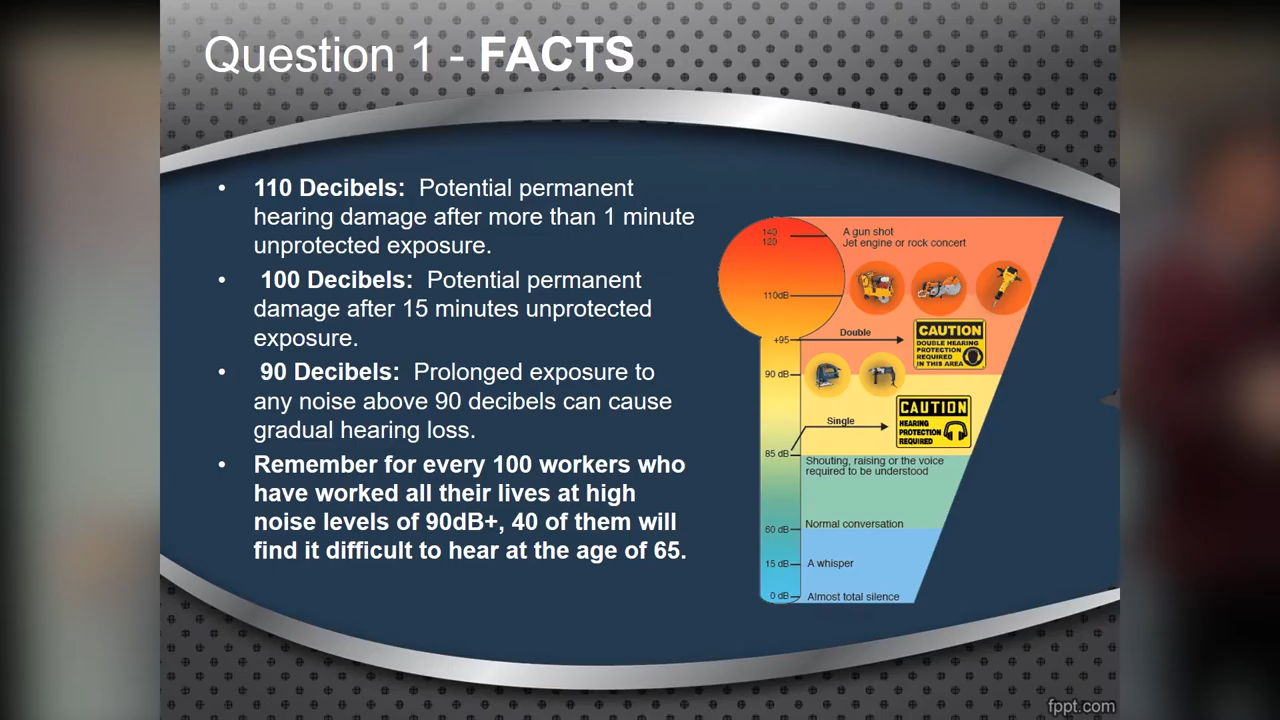 Question 1 - FACTS
• 110 Decibels: Potential permanent
hearing damage after more than 1 minute
unprotected exposure.
• 100 Decibels: Potential permanent
damage after 15 minutes unprotected
exposure.
• 90 Decibels: Prolonged exposure to
any noise above 90 decibels can cause
gradual hearing loss.
• Remember for every 100 workers who
have worked all their lives at high
noise levels of 90dB+, 40 of them will
find it difficult to hear at the age of 65.
140 A gun shot
120 Jet engine or rock concert
110dB
+95 Double
CAUTION
DOUBLE HEARING
PROTECTION
REQUIRED
IN THIS AREA
90 dB
Single
CAUTION
HEARING
PROTECTION
REQUIRED
85 dB
Shouting, raising or the voice
required to be understood
60 dB Normal conversation
15 dB A whisper
0 dB Almost total silence
fppt.com